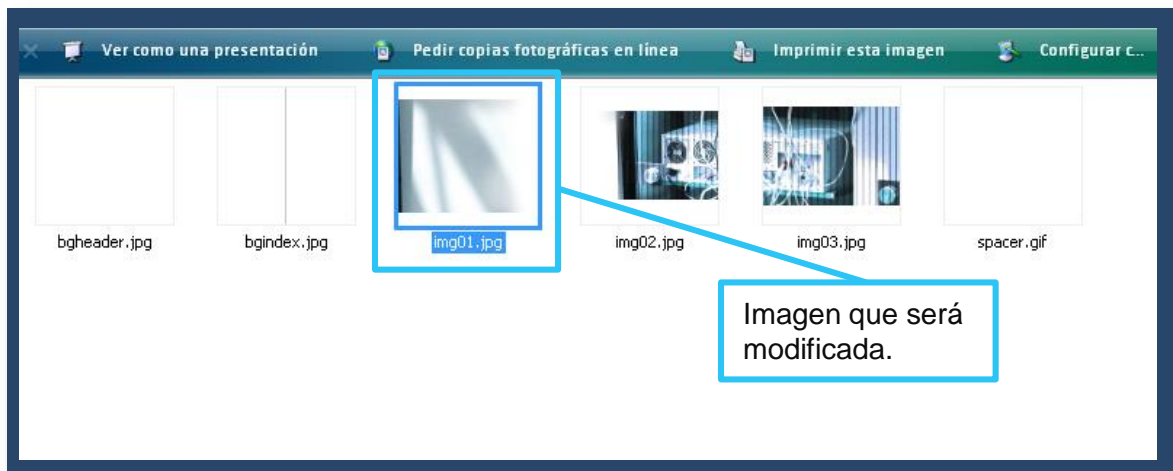 Ver como una presentación Pedir copias fotográficas en línea Imprimir esta imagen Configurar c...
bgheader.jpg bgindex.jpg img01.jpg img02.jpg img03.jpg spacer.gif
Imagen que será
modificada.